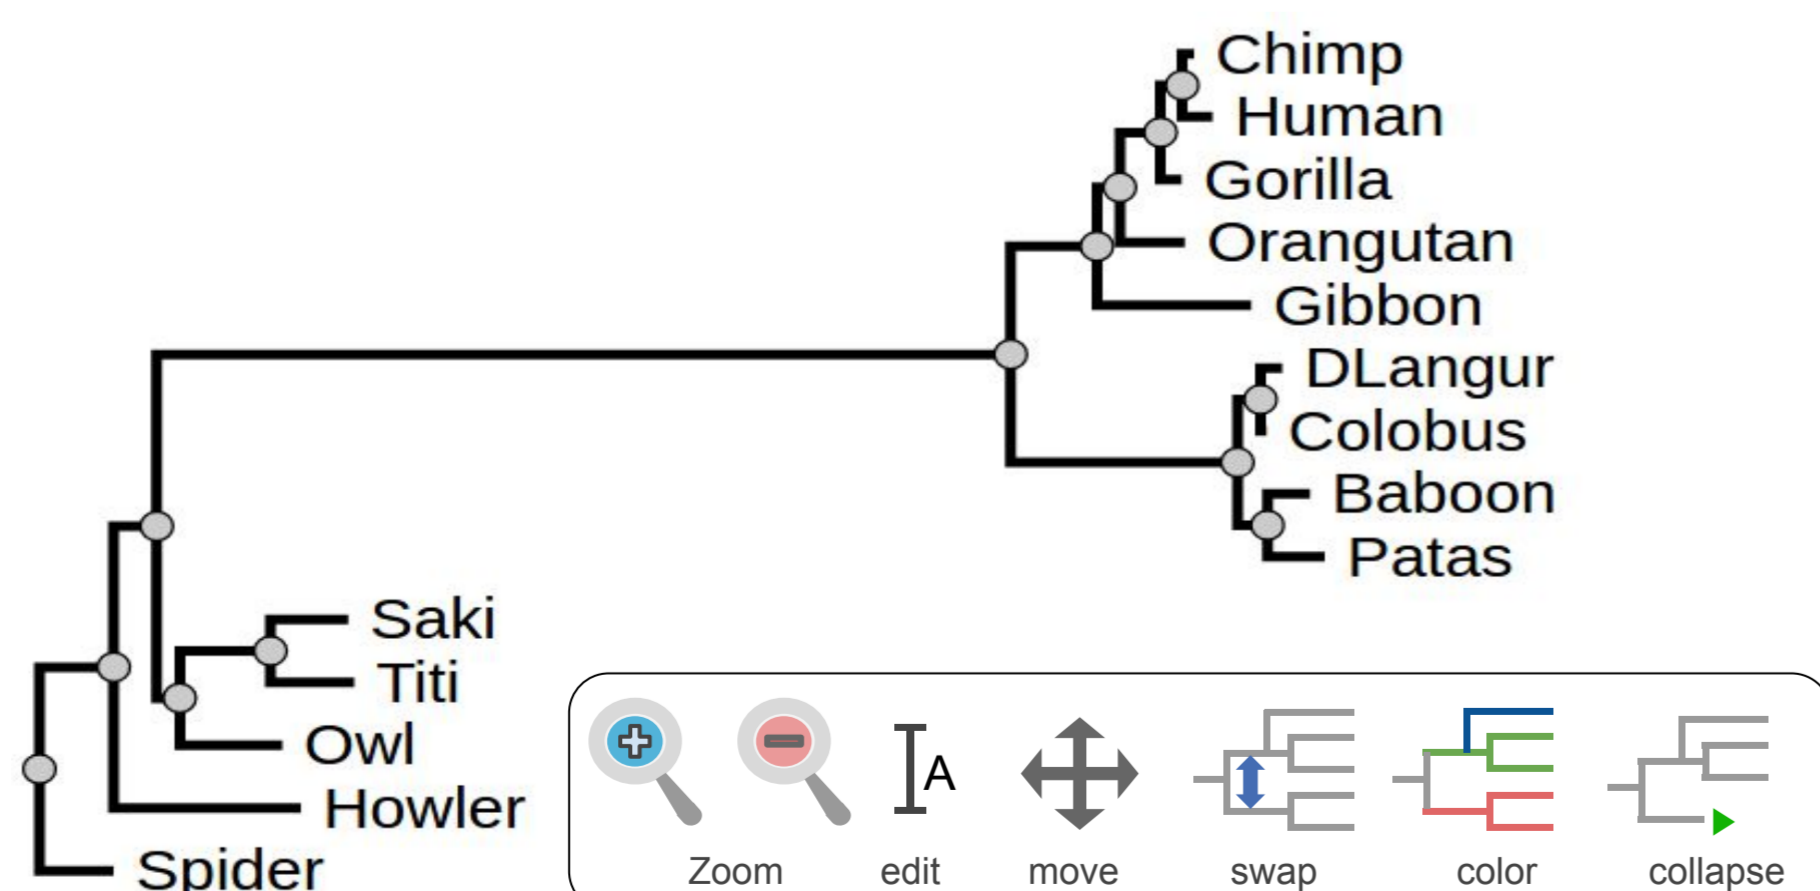 Chimp
Human
Gorilla
Orangutan
Gibbon
DLangur
Colobus
Baboon
Patas
Saki
Titi
Owl
Howler
Spider
A
Zoom edit move swap color collapse